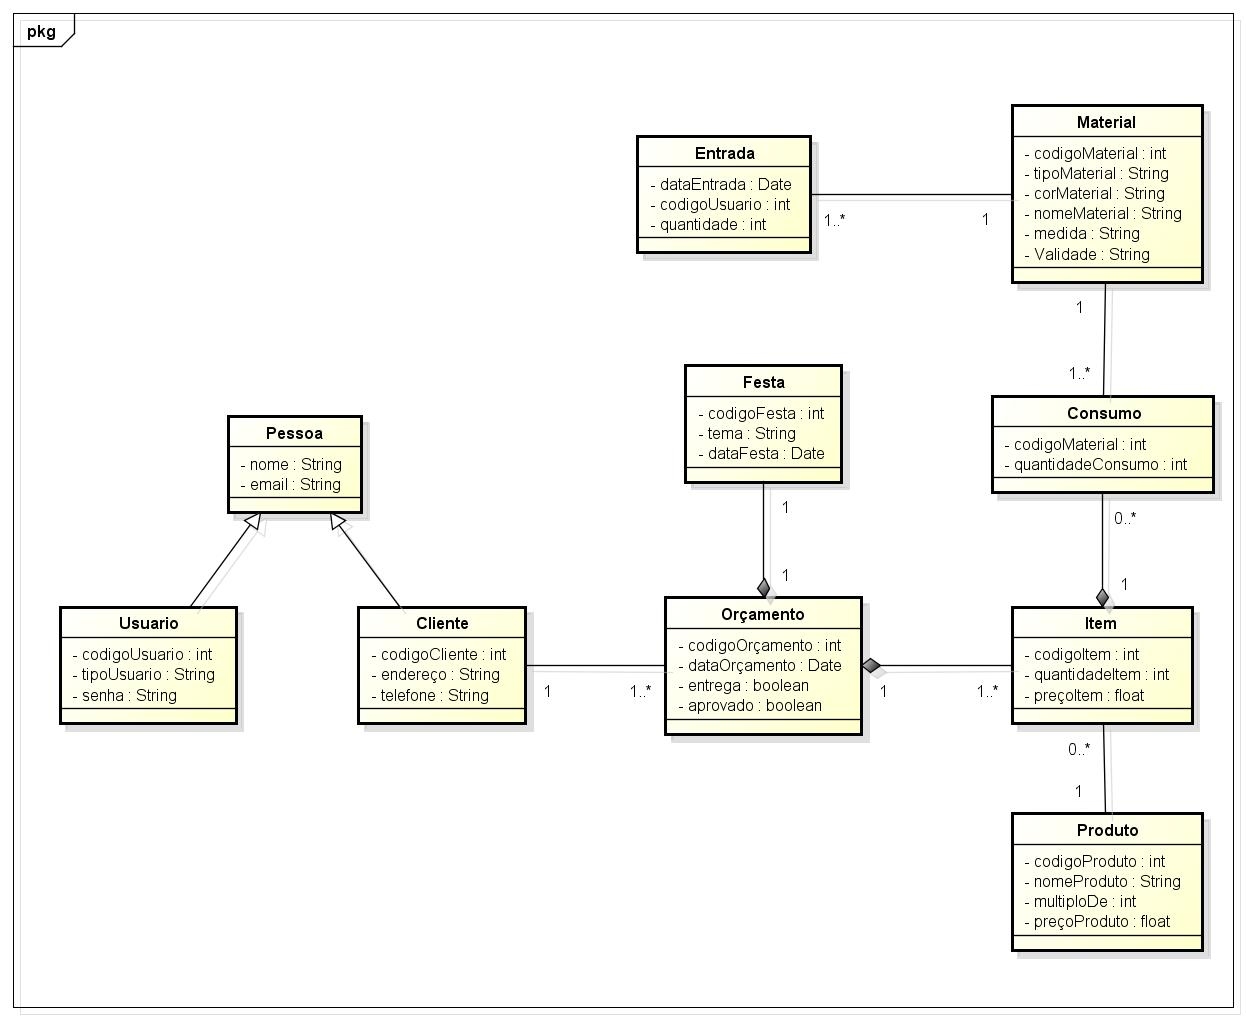 pkg
Material
- codigoMaterial : int
- tipoMaterial : String
- corMaterial : String
- nomeMaterial : String
- medida : String
- Validade : String
Entrada
- dataEntrada : Date
- codigoUsuario : int
- quantidade : int
1..*
1
1
1..*
Festa
- codigoFesta : int
- tema : String
- dataFesta : Date
Consumo
- codigoMaterial : int
- quantidadeConsumo : int
Pessoa
- nome : String
- email : String
1
0..*
1
1
Usuario
- codigoUsuario : int
- tipoUsuario : String
- senha : String
Cliente
- codigoCliente : int
- endereço : String
- telefone : String
1
1..*
Orçamento
- codigoOrçamento : int
- dataOrçamento : Date
- entrega : boolean
- aprovado : boolean
1
1..*
Item
- codigoItem : int
- quantidadeItem : int
- preçoItem : float
0..*
1
Produto
- codigoProduto : int
- nomeProduto : String
- multiploDe : int
- preçoProduto : float